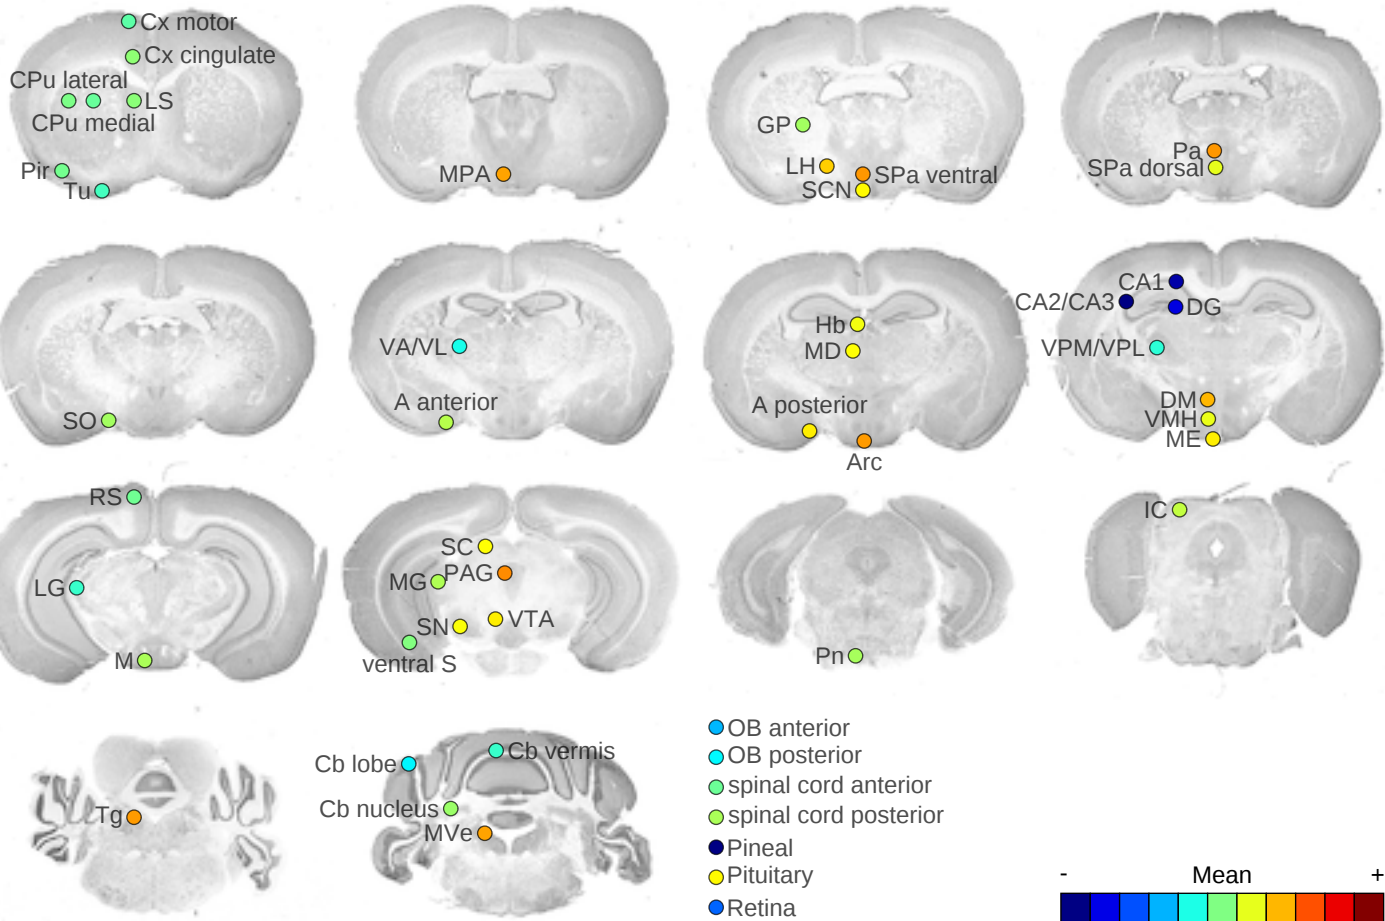 Cx motor
Cx cingulate
CPu lateral
LS
CPu medial
Pir
Tu
MPA
GP
LH
SPa ventral
SCN
Pa
SPa dorsal
SO
VA/VL
A anterior
Hb
MD
A posterior
Arc
CA1
CA2/CA3
DG
VPM/VPL
DM
VMH
ME
RS
LG
M
SC
PAG
MG
VTA
SN
ventral S
Pn
IC
Tg
Cb vermis
Cb lobe
Cb nucleus
MVe
OB anterior
OB posterior
spinal cord anterior
spinal cord posterior
Pineal
Pituitary
Retina
- Mean +